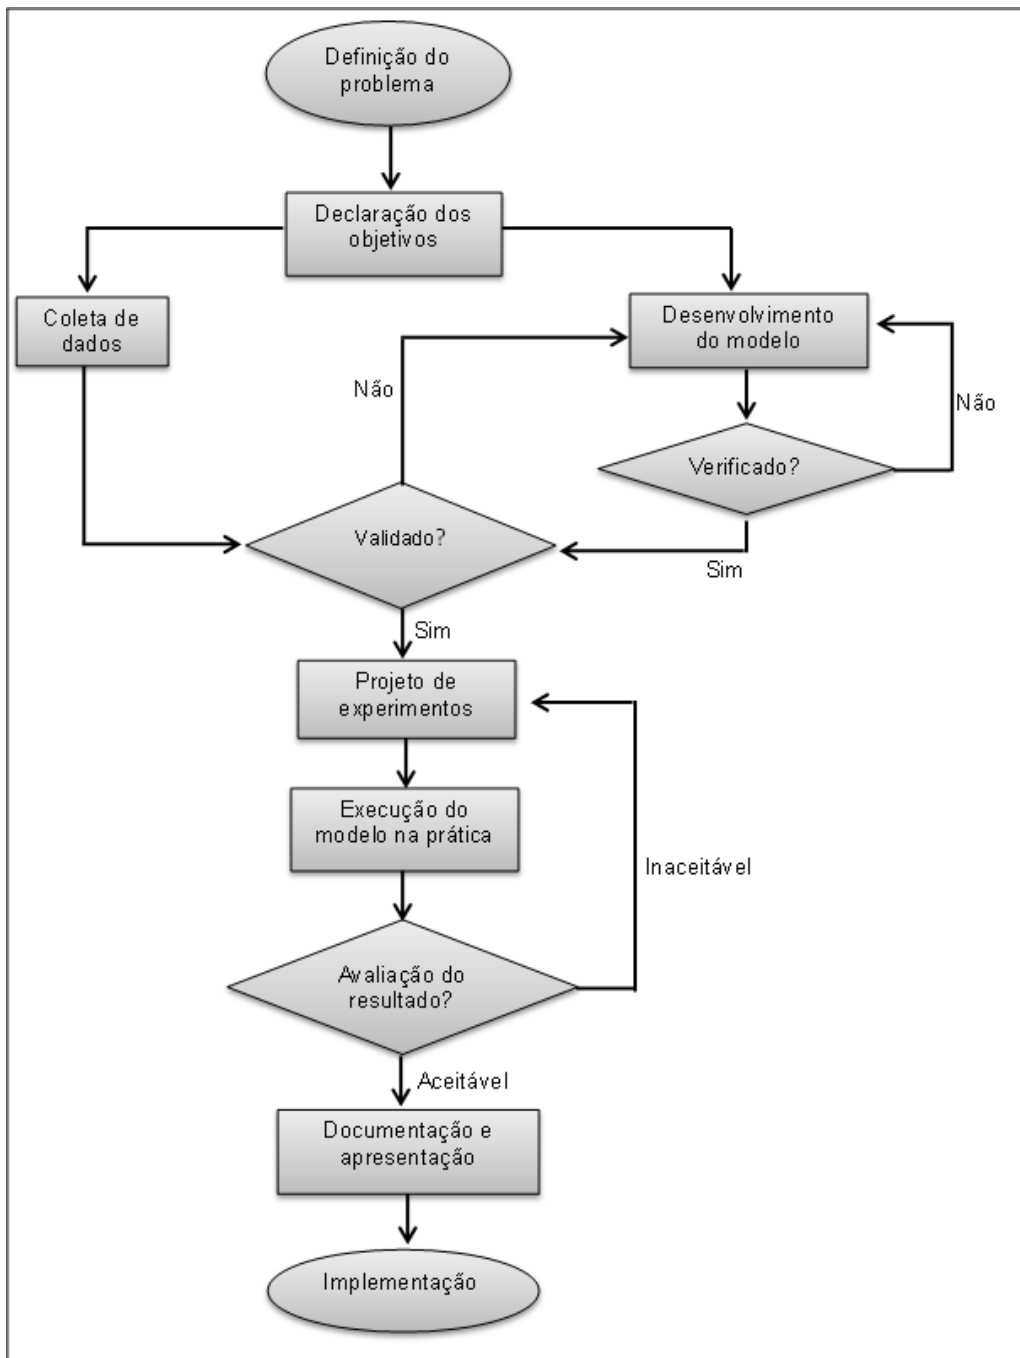 Definição do
problema
Declaração dos
objetivos
Coleta de
dados
Desenvolvimento
do modelo
Não
Não
Verificado?
Validado?
Sim
Sim
Projeto de
experimentos
Execução do
modelo na prática
Inaceitável
Avaliação do
resultado?
Aceitável
Documentação e
apresentação
Implementação